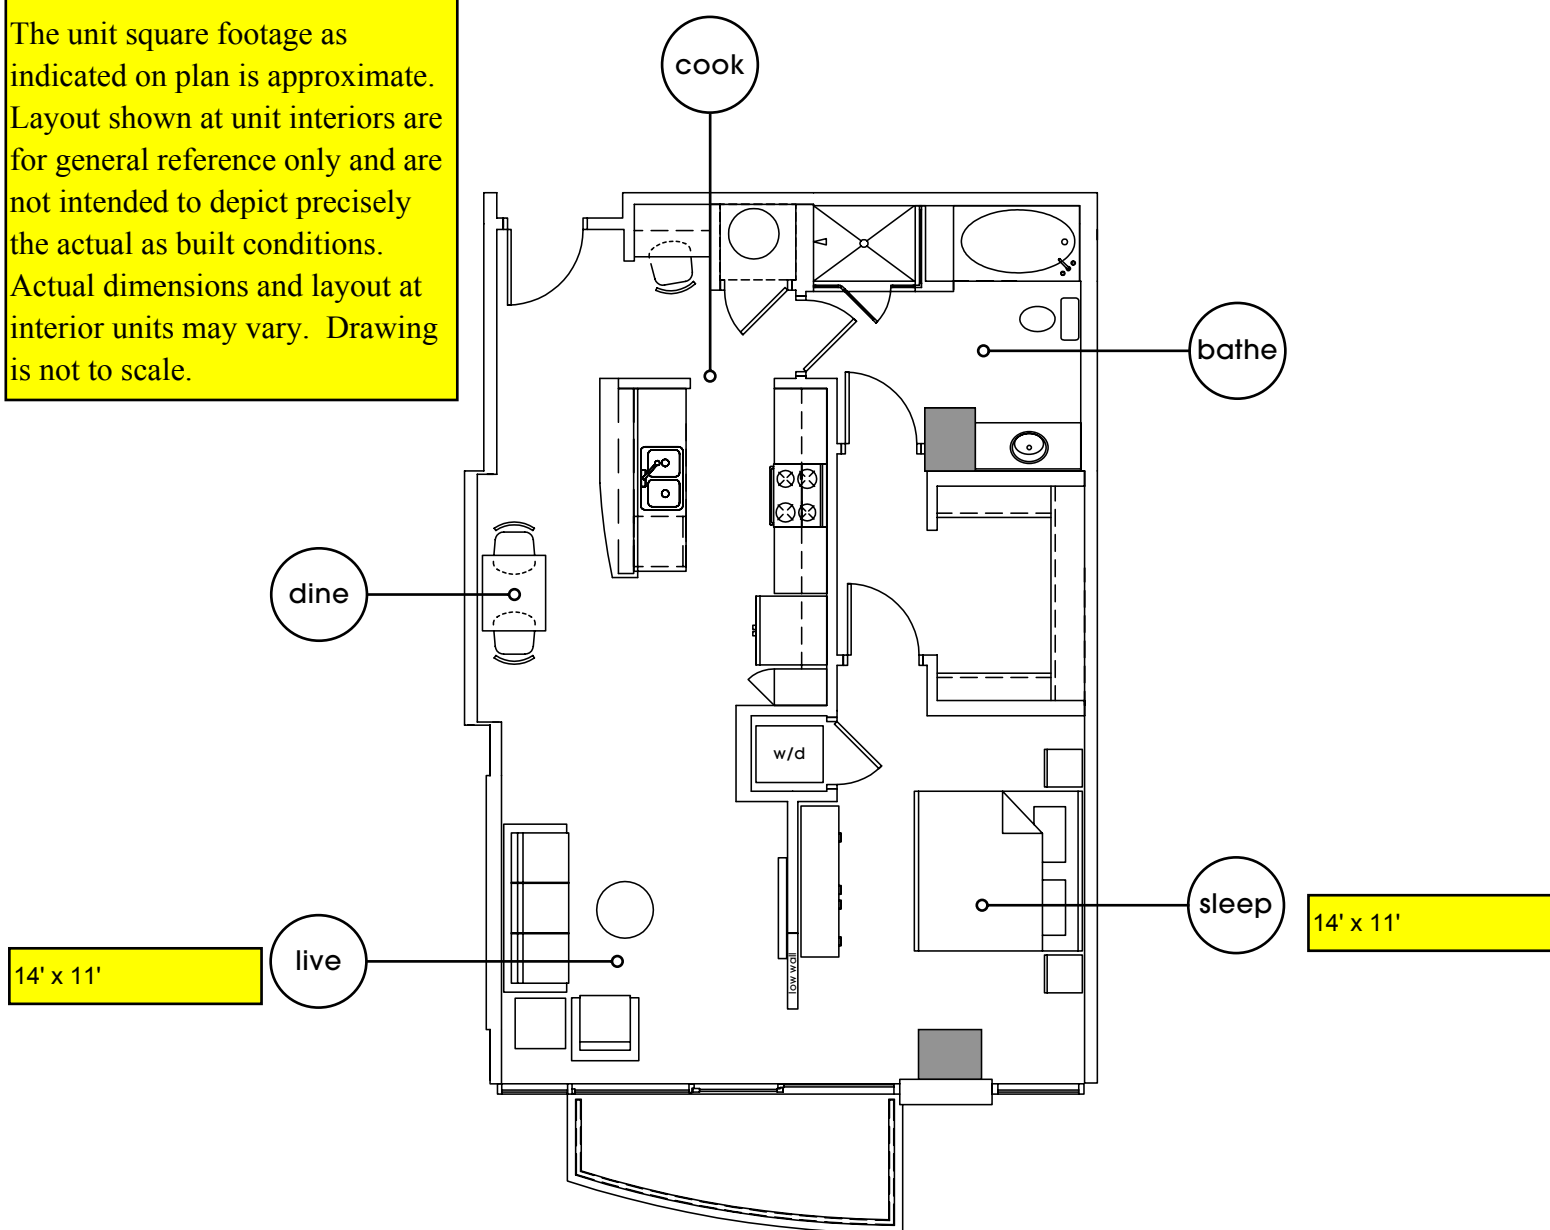 The unit square footage as
indicated on plan is approximate.
Layout shown at unit interiors are
for general reference only and are
not intended to depict precisely
the actual as built conditions.
Actual dimensions and layout at
interior units may vary.  Drawing
is not to scale.
cook
bathe
dine
w/d
sleep
14' x 11'
live
14' x 11'
low wall